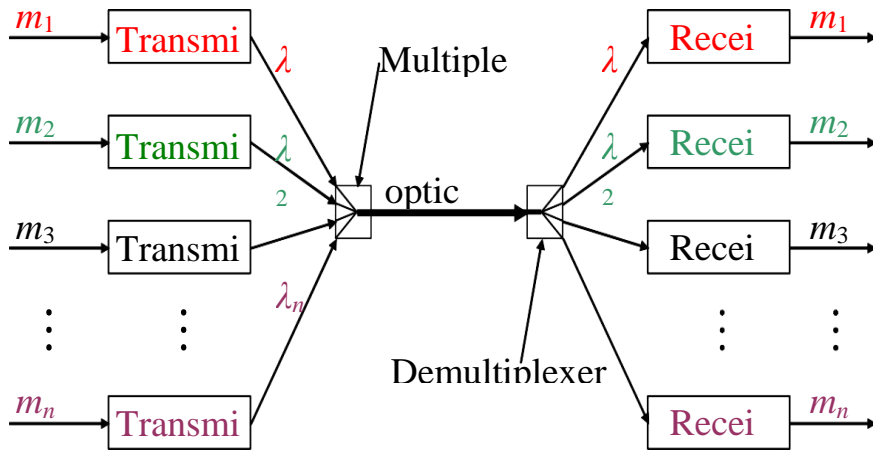 m₁ Transmi λ Multiple λ Recei m₁
m₂ Transmi λ 2 λ 2 Recei m₂
optic
m₃ Transmi Recei m₃
λₙ
Demultiplexer
mₙ Transmi Recei mₙ